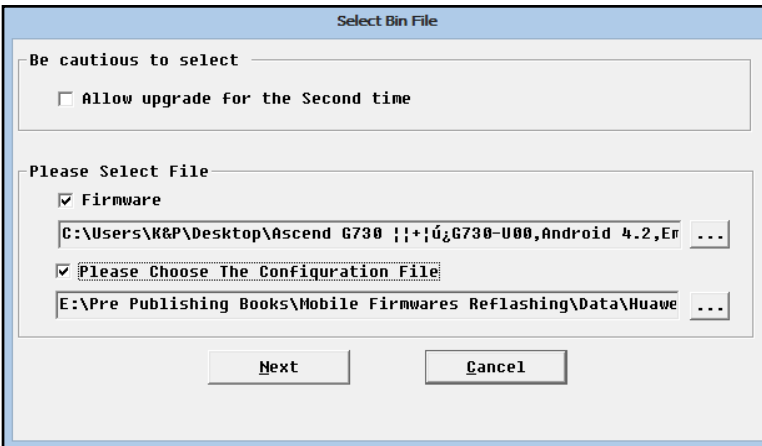 Select Bin File
Be cautious to select
Allow upgrade for the Second time
Please Select File
Firmware
C:\Users\K&P\Desktop\Ascend G730 ¦¦+¦ú¿G730-U00,Android 4.2,Em
...
Please Choose The Configuration File
E:\Pre Publishing Books\Mobile Firmwares Reflashing\Data\Huawe
...
Next
Cancel